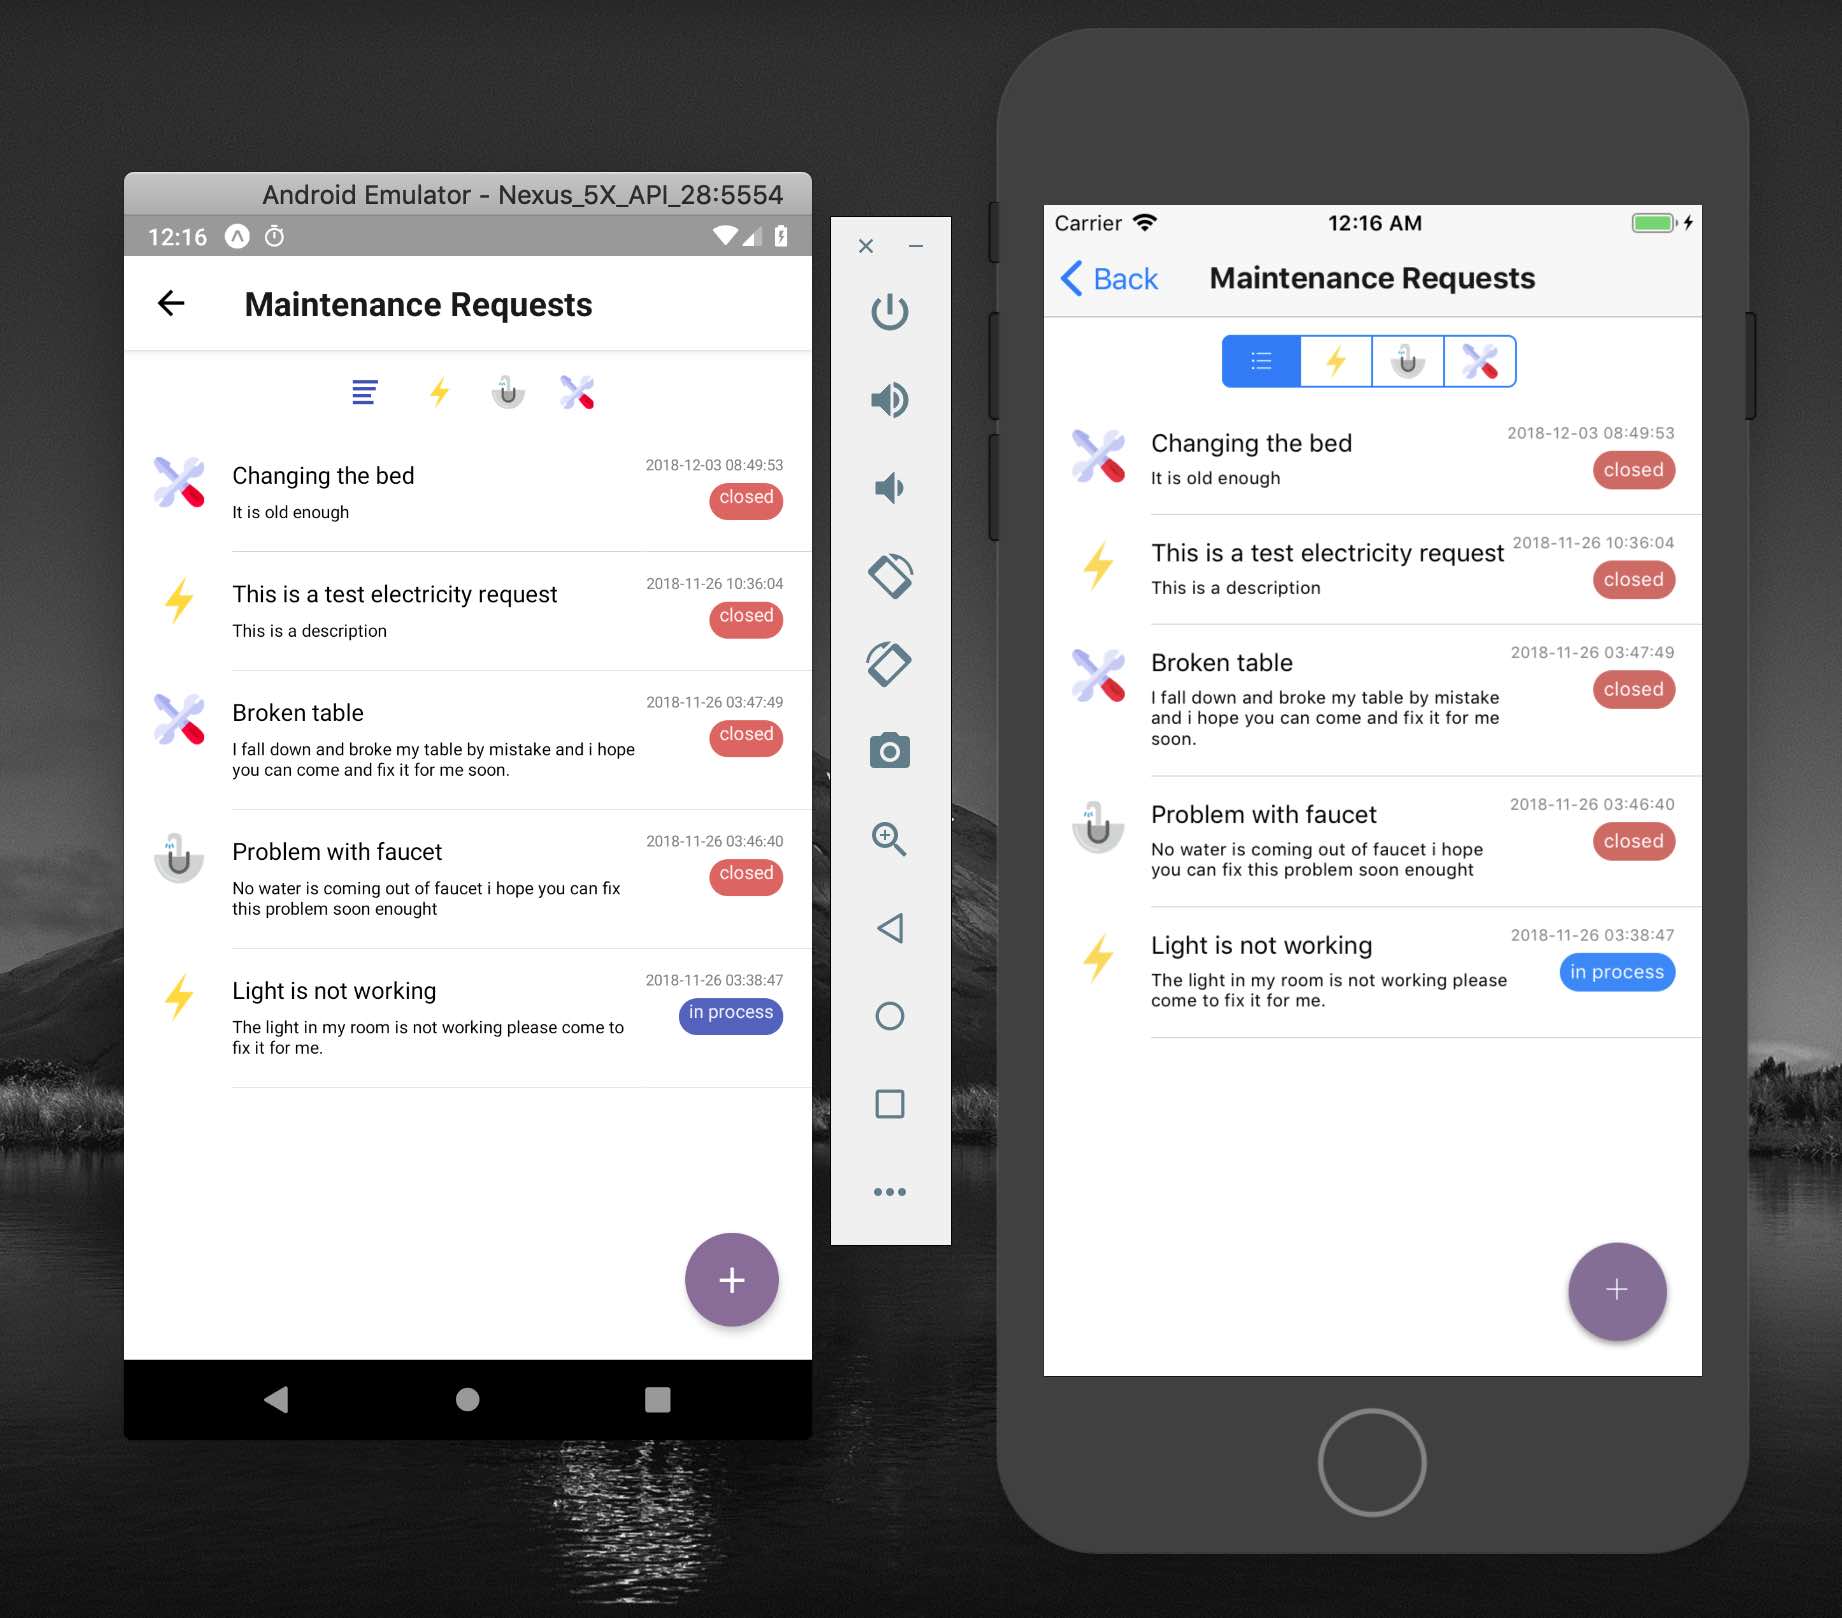 Android Emulator - Nexus_5X_API_28:5554
12:16
Maintenance Requests
Changing the bed
2018-12-03 08:49:53
closed
It is old enough
This is a test electricity request
2018-11-26 10:36:04
closed
This is a description
Broken table
2018-11-26 03:47:49
closed
I fall down and broke my table by mistake and i hope
you can come and fix it for me soon.
Problem with faucet
2018-11-26 03:46:40
closed
No water is coming out of faucet i hope you can fix
this problem soon enought
Light is not working
2018-11-26 03:38:47
in process
The light in my room is not working please come to
fix it for me.
Carrier
12:16 AM
Back
Maintenance Requests
Changing the bed
2018-12-03 08:49:53
closed
It is old enough
This is a test electricity request
2018-11-26 10:36:04
closed
This is a description
Broken table
2018-11-26 03:47:49
closed
I fall down and broke my table by mistake
and i hope you can come and fix it for me
soon.
Problem with faucet
2018-11-26 03:46:40
closed
No water is coming out of faucet i hope
you can fix this problem soon enought
Light is not working
2018-11-26 03:38:47
in process
The light in my room is not working please
come to fix it for me.